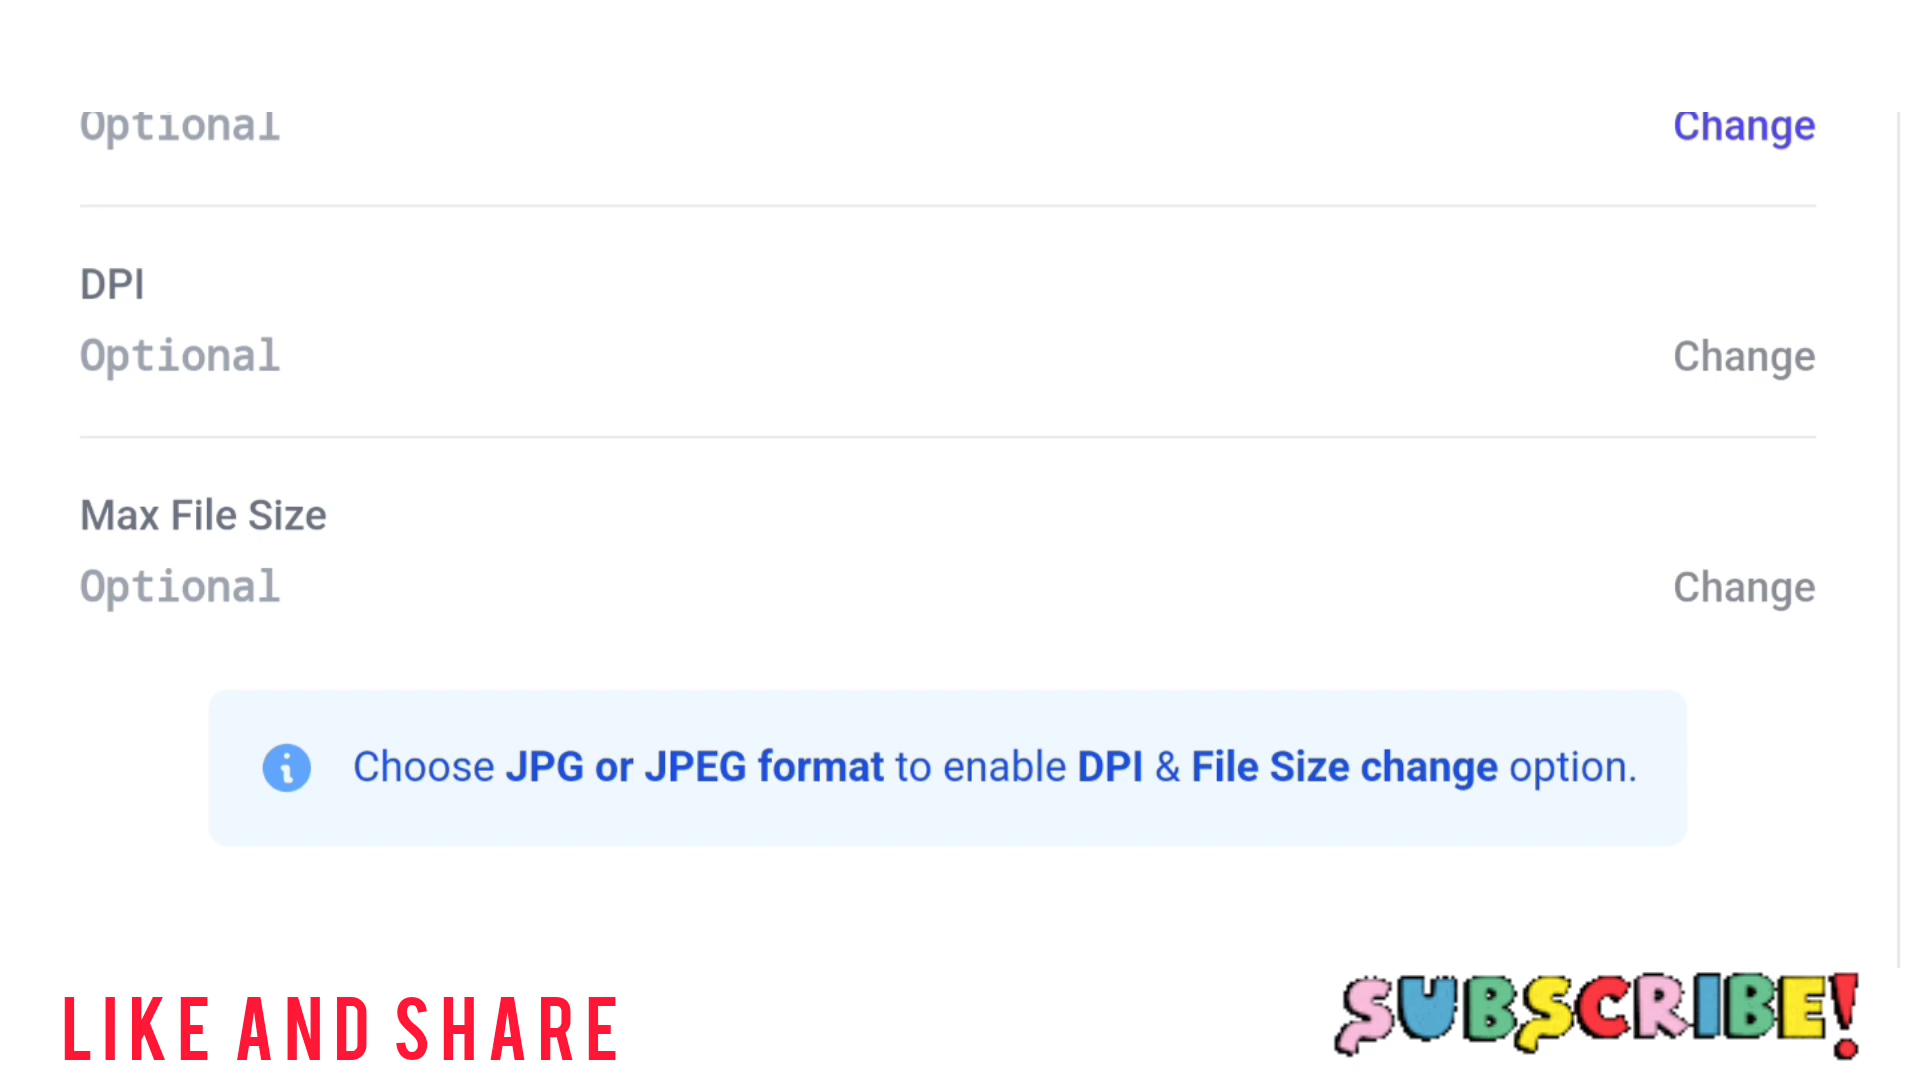 Optional Change
DPI
Optional Change
Max File Size
Optional Change
Choose JPG or JPEG format to enable DPI & File Size change option.
LIKE AND SHARE
SUBSCRIBE!